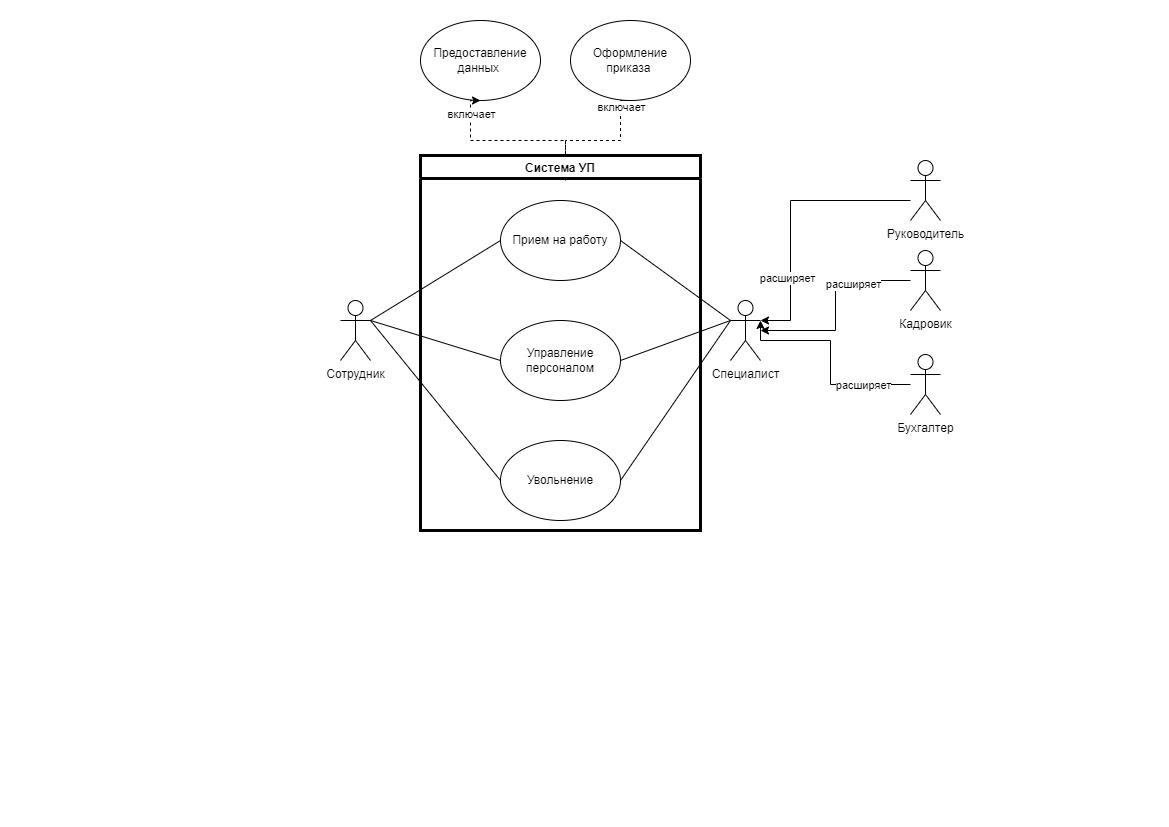 Предоставление
данных
Оформление
приказа
включает
включает
Система УП
Прием на работу
Руководитель
расширяет
расширяет
Кадровик
Управление
персоналом
Сотрудник
Специалист
расширяет
Бухгалтер
Увольнение